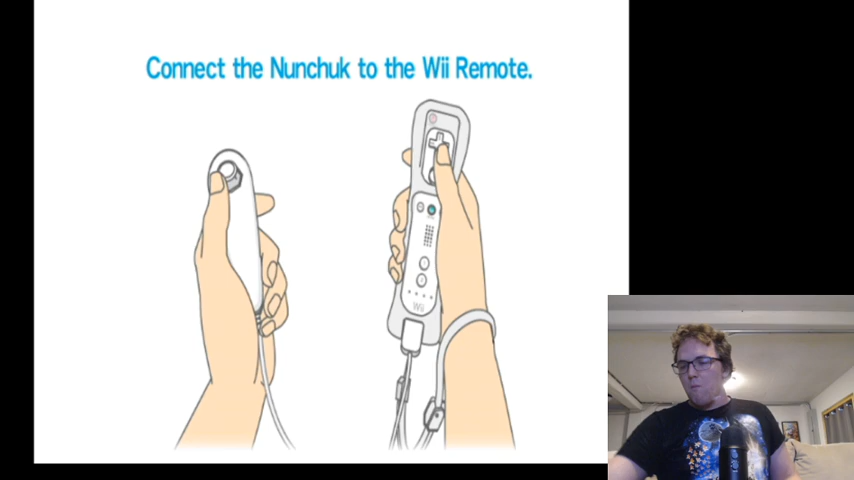 Connect the Nunchuk to the Wii Remote.
Wii